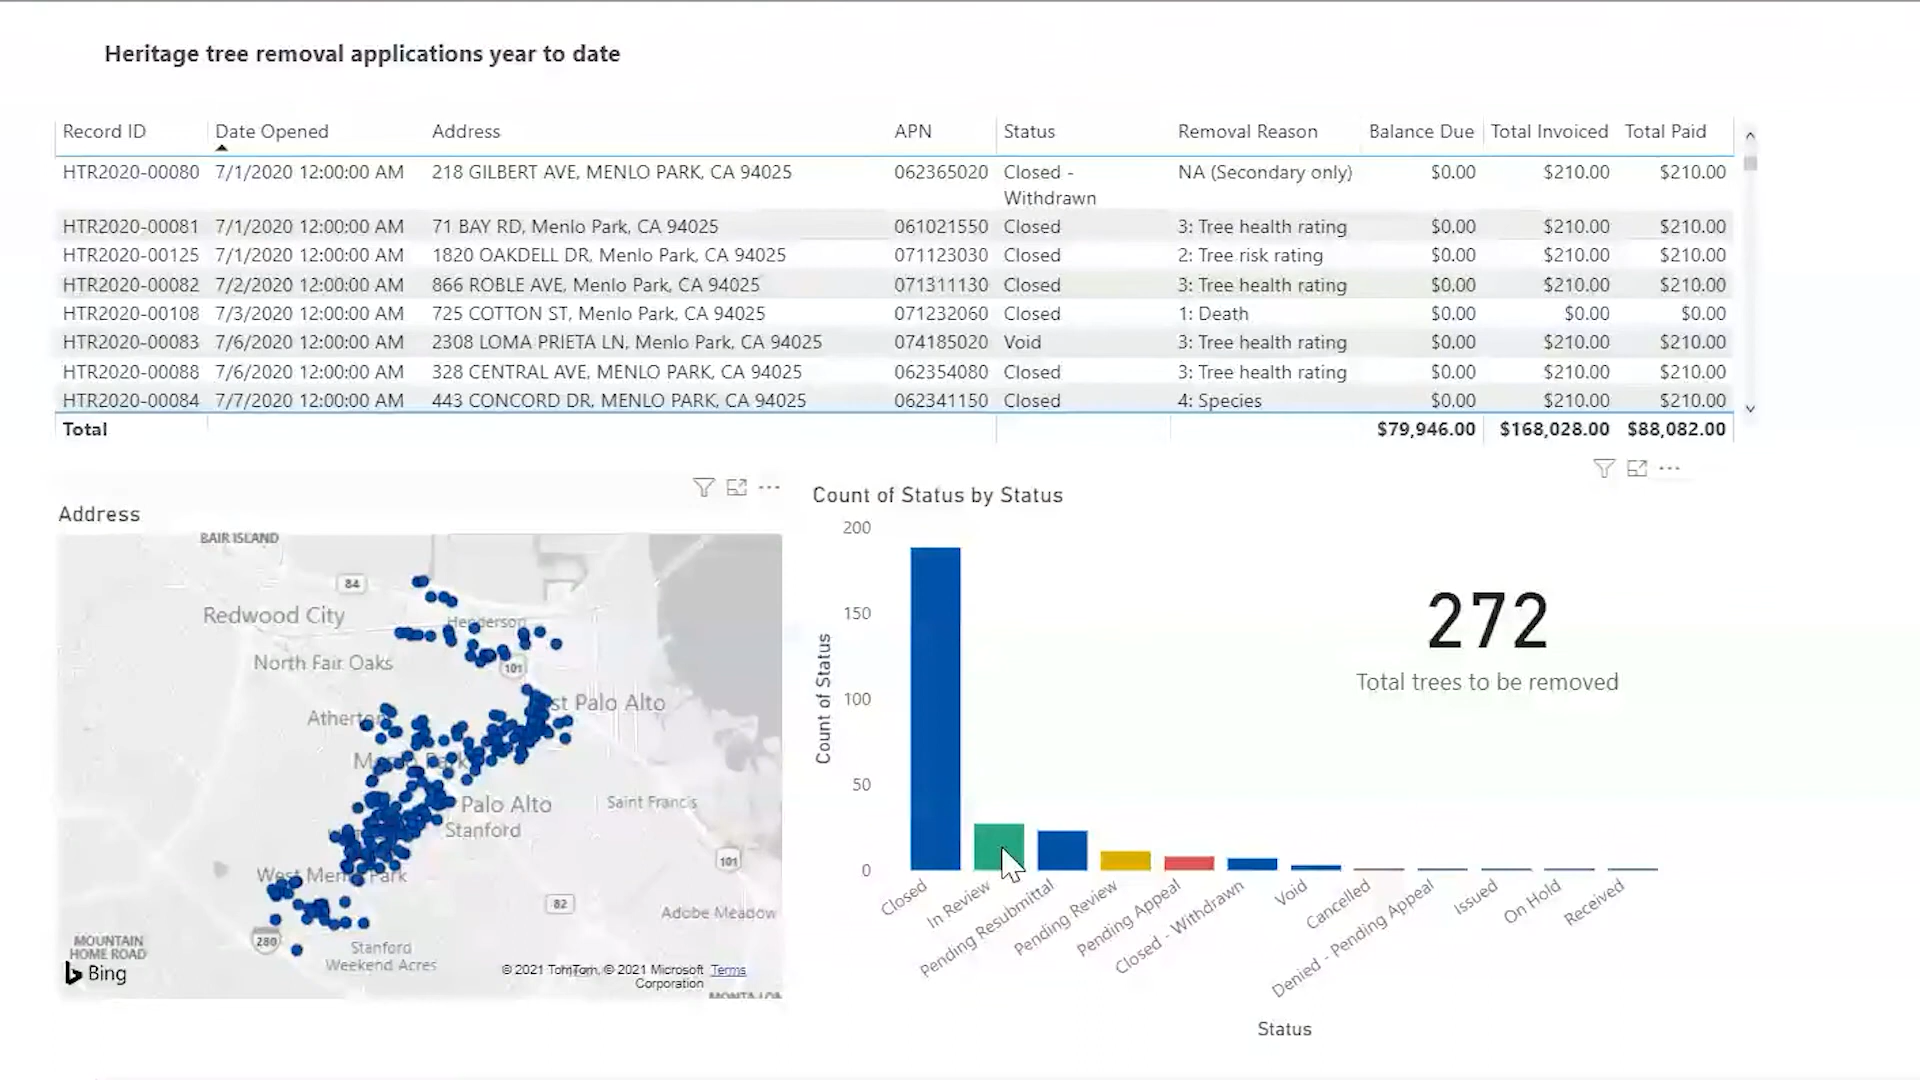 Heritage tree removal applications year to date
Record ID Date Opened Address APN Status Removal Reason Balance Due Total Invoiced Total Paid
HTR2020-00080 7/1/2020 12:00:00 AM 218 GILBERT AVE, MENLO PARK, CA 94025 062365020 Closed - NA (Secondary only) $0.00 $210.00 $210.00
Withdrawn
HTR2020-00081 7/1/2020 12:00:00 AM 71 BAY RD, Menlo Park, CA 94025 061021550 Closed 3: Tree health rating $0.00 $210.00 $210.00
HTR2020-00125 7/1/2020 12:00:00 AM 1820 OAKDELL DR, Menlo Park, CA 94025 071123030 Closed 2: Tree risk rating $0.00 $210.00 $210.00
HTR2020-00082 7/2/2020 12:00:00 AM 866 ROBLE AVE, Menlo Park, CA 94025 071311130 Closed 3: Tree health rating $0.00 $210.00 $210.00
HTR2020-00108 7/3/2020 12:00:00 AM 725 COTTON ST, Menlo Park, CA 94025 071232060 Closed 1: Death $0.00 $0.00 $0.00
HTR2020-00083 7/6/2020 12:00:00 AM 2308 LOMA PRIETA LN, Menlo Park, CA 94025 074185020 Void 3: Tree health rating $0.00 $210.00 $210.00
HTR2020-00088 7/6/2020 12:00:00 AM 328 CENTRAL AVE, MENLO PARK, CA 94025 062354080 Closed 3: Tree health rating $0.00 $210.00 $210.00
HTR2020-00084 7/7/2020 12:00:00 AM 443 CONCORD DR, MENLO PARK, CA 94025 062341150 Closed 4: Species $0.00 $210.00 $210.00
Total $79,946.00 $168,028.00 $88,082.00
Address
BAIR ISLAND
84
Redwood City
Henderson
North Fair Oaks
101
st Palo Alto
Atherton
Menlo Park
Palo Alto
Saint Francis
Stanford
101
West Menlo Park
82
Adobe Meadow
280
MOUNTAIN
HOME ROAD
Stanford
Weekend Acres
Bing
© 2021 TomTom, © 2021 Microsoft Terms
Corporation
Count of Status by Status
Count of Status
200
150
100
50
0
Closed
In Review
Pending Resubmittal
Pending Review
Pending Appeal
Closed - Withdrawn
Void
Cancelled
Denied - Pending Appeal
Issued
On Hold
Received
Status
272
Total trees to be removed